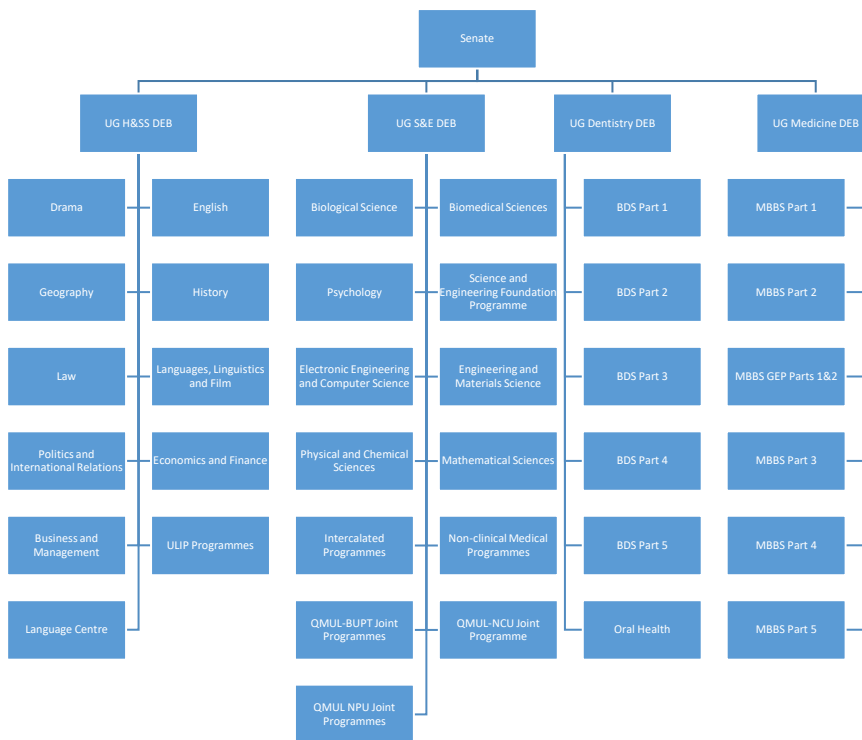 Senate
UG H&SS DEB
UG S&E DEB
UG Dentistry DEB
UG Medicine DEB
Drama
English
Biological Science
Biomedical Sciences
BDS Part 1
MBBS Part 1
Geography
History
Psychology
Science and
Engineering Foundation
Programme
BDS Part 2
MBBS Part 2
Law
Languages, Linguistics
and Film
Electronic Engineering
and Computer Science
Engineering and
Materials Science
BDS Part 3
MBBS GEP Parts 1&2
Politics and
International Relations
Economics and Finance
Physical and Chemical
Sciences
Mathematical Sciences
BDS Part 4
MBBS Part 3
Business and
Management
ULIP Programmes
Intercalated
Programmes
Non-clinical Medical
Programmes
BDS Part 5
MBBS Part 4
Language Centre
QMUL-BUPT Joint
Programmes
QMUL-NCU Joint
Programme
Oral Health
MBBS Part 5
QMUL NPU Joint
Programmes